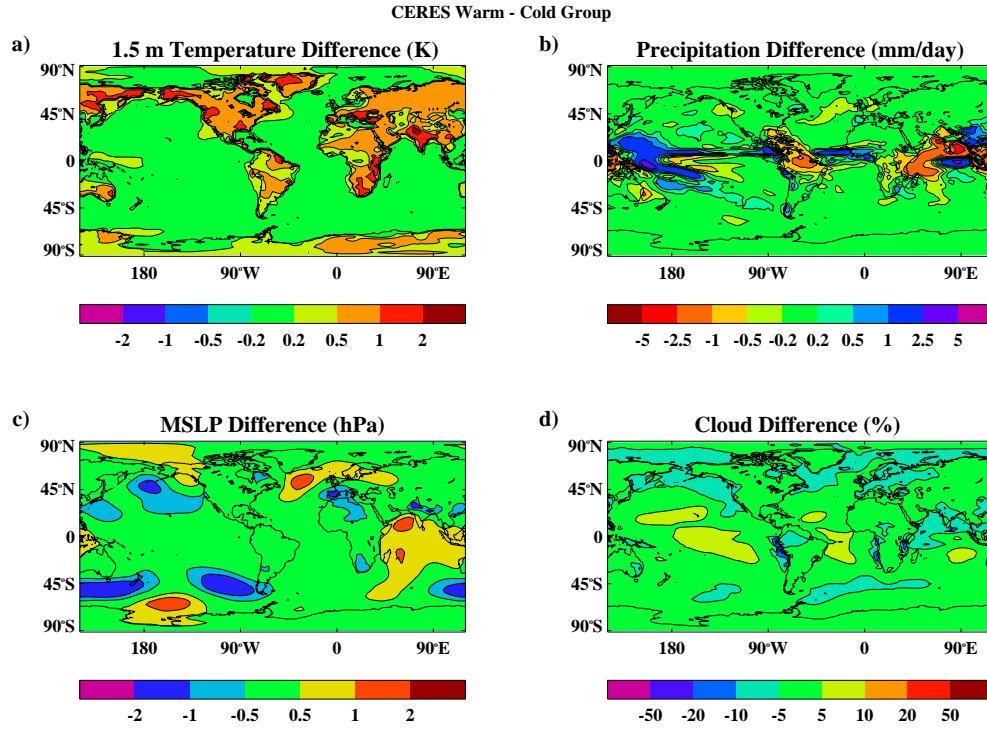 CERES Warm - Cold Group
a)
1.5 m Temperature Difference (K)
90°N
45°N
0
45°S
90°S
180 90°W 0 90°E
-2 -1 -0.5 -0.2 0.2 0.5 1 2
b)
Precipitation Difference (mm/day)
90°N
45°N
0
45°S
90°S
180 90°W 0 90°E
-5 -2.5 -1 -0.5 -0.2 0.2 0.5 1 2.5 5
c)
MSLP Difference (hPa)
90°N
45°N
0
45°S
90°S
180 90°W 0 90°E
-2 -1 -0.5 0.5 1 2
d)
Cloud Difference (%)
90°N
45°N
0
45°S
90°S
180 90°W 0 90°E
-50 -20 -10 -5 5 10 20 50